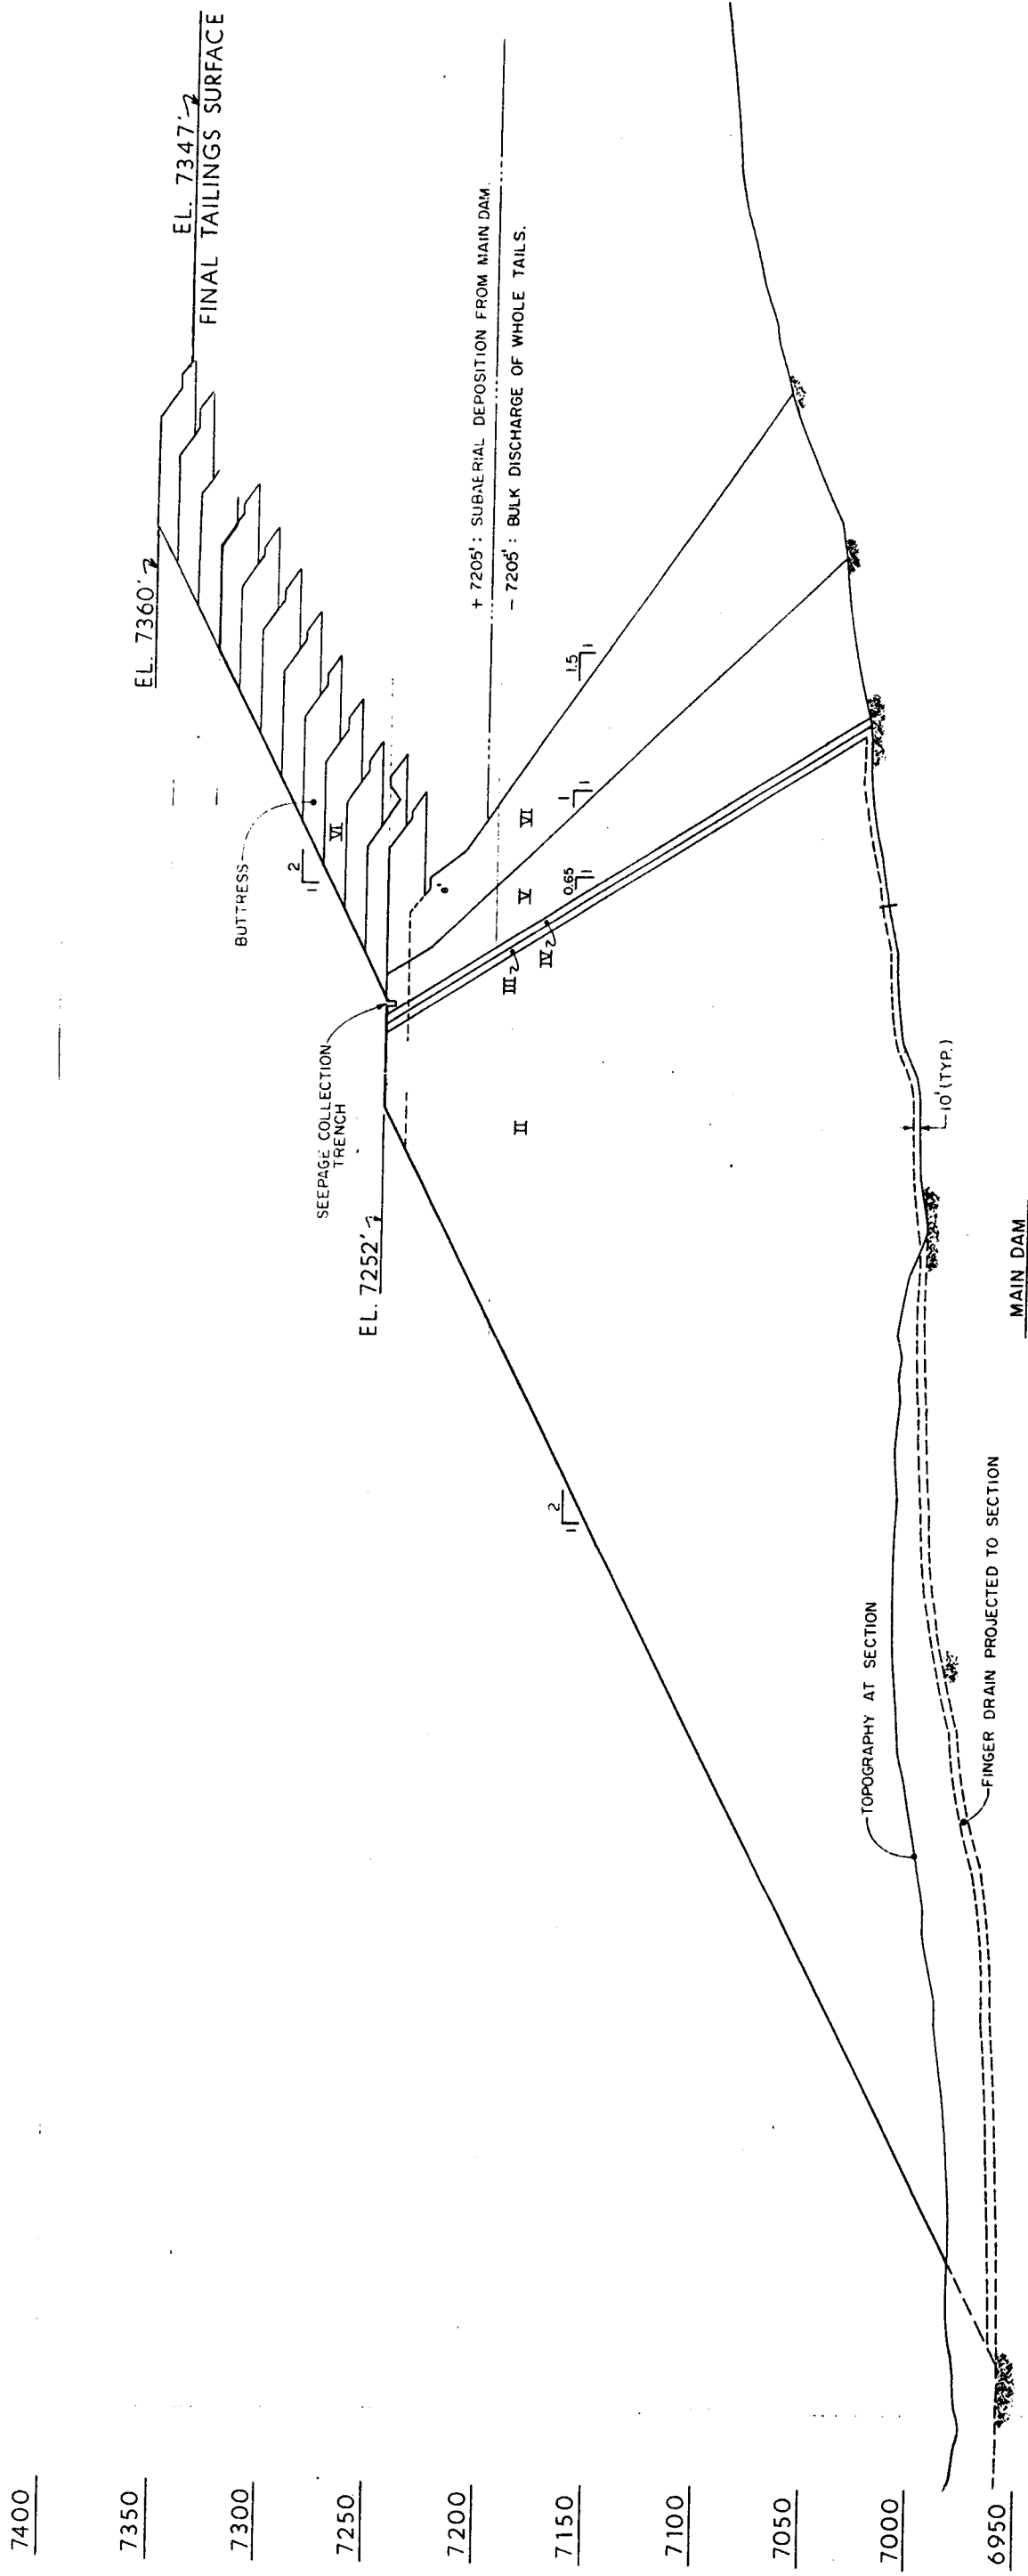 7400
7350
7300
7250
7200
7150
7100
7050
7000
6950
EL. 7347'
FINAL TAILINGS SURFACE
EL. 7360'
BUTTRESS
VI
2
1
SEEPAGE COLLECTION
TRENCH
EL. 7252'
+ 7205': SUBAERIAL DEPOSITION FROM MAIN DAM.
- 7205': BULK DISCHARGE OF WHOLE TAILS.
1.5
1
1
1
0.65
1
VI
V
IV
III
II
2
1
10' (TYP.)
TOPOGRAPHY AT SECTION
FINGER DRAIN PROJECTED TO SECTION
MAIN DAM